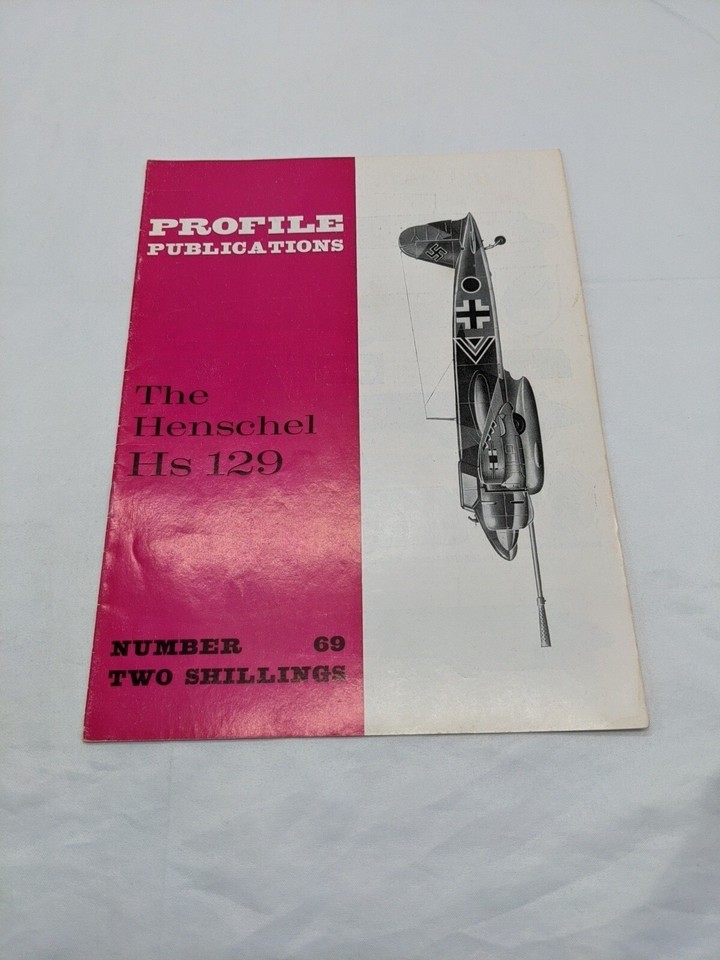 PROFILE
PUBLICATIONS
The
Henschel
Hs 129
NUMBER 69
TWO SHILLINGS